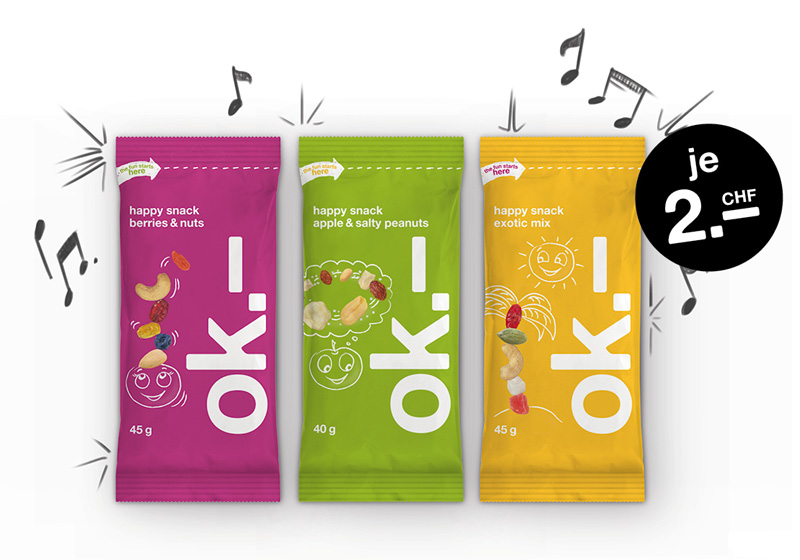 the fun starts
here
happy snack
berries & nuts
ok.–
45 g
the fun starts
here
happy snack
apple & salty peanuts
ok.–
40 g
the fun starts
here
happy snack
exotic mix
ok.–
45 g
je
2.– CHF